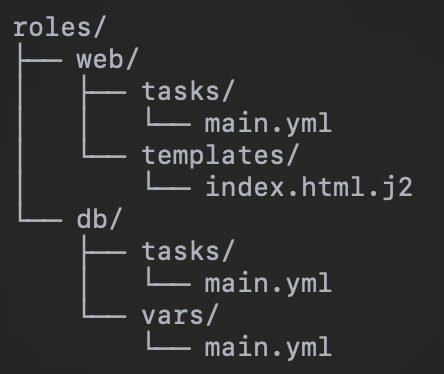 roles/
├── web/
│   ├── tasks/
│   │   └── main.yml
│   └── templates/
│       └── index.html.j2
└── db/
    ├── tasks/
    │   └── main.yml
    └── vars/
        └── main.yml